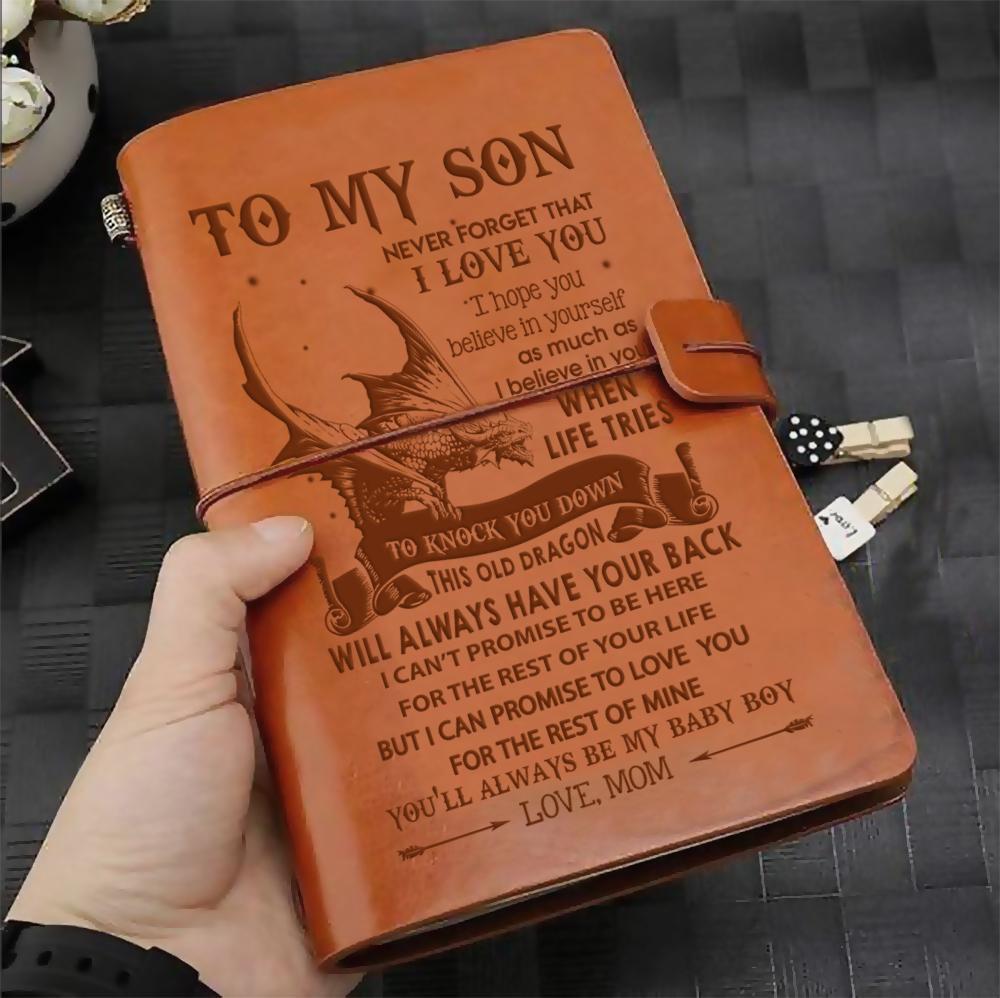 TO MY SON
NEVER FORGET THAT
I LOVE YOU
I hope you
believe in yourself
as much as
I believe in you
WHEN
LIFE TRIES
TO KNOCK YOU DOWN
THIS OLD DRAGON
WILL ALWAYS HAVE YOUR BACK
I CAN'T PROMISE TO BE HERE
FOR THE REST OF YOUR LIFE
BUT I CAN PROMISE TO LOVE YOU
FOR THE REST OF MINE
YOU'LL ALWAYS BE MY BABY BOY
LOVE, MOM